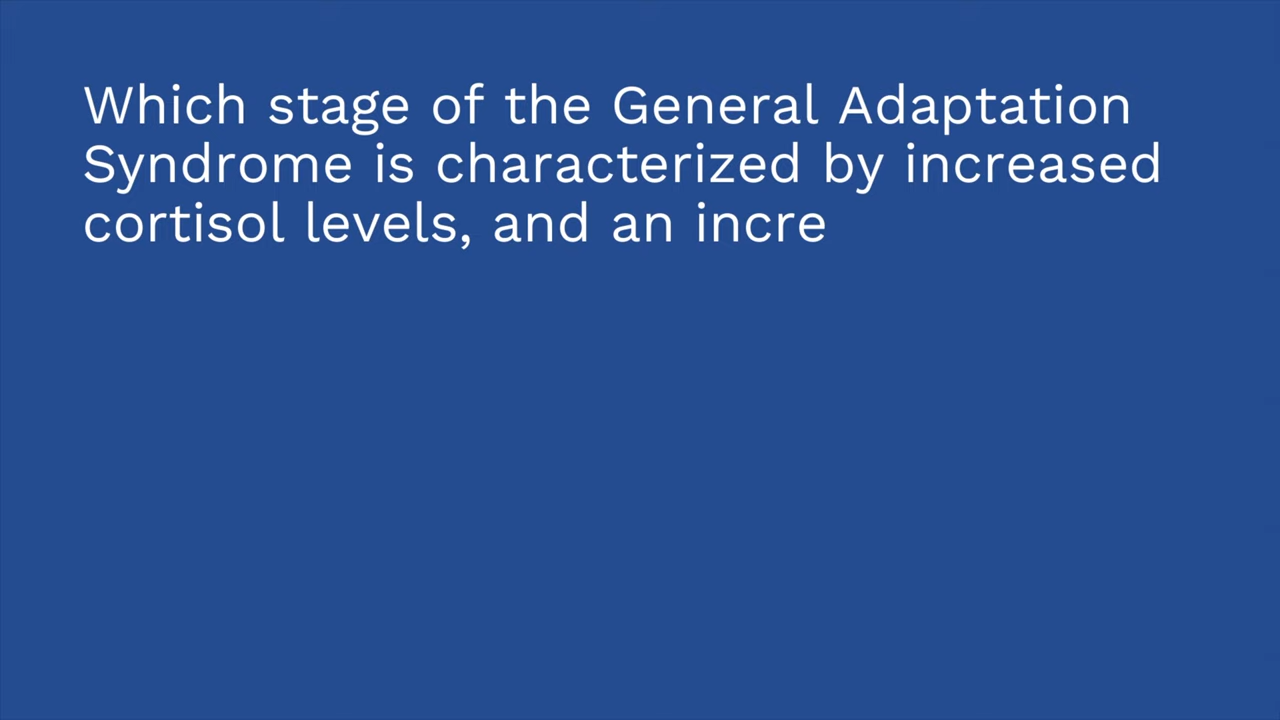 Which stage of the General Adaptation
Syndrome is characterized by increased
cortisol levels, and an incre